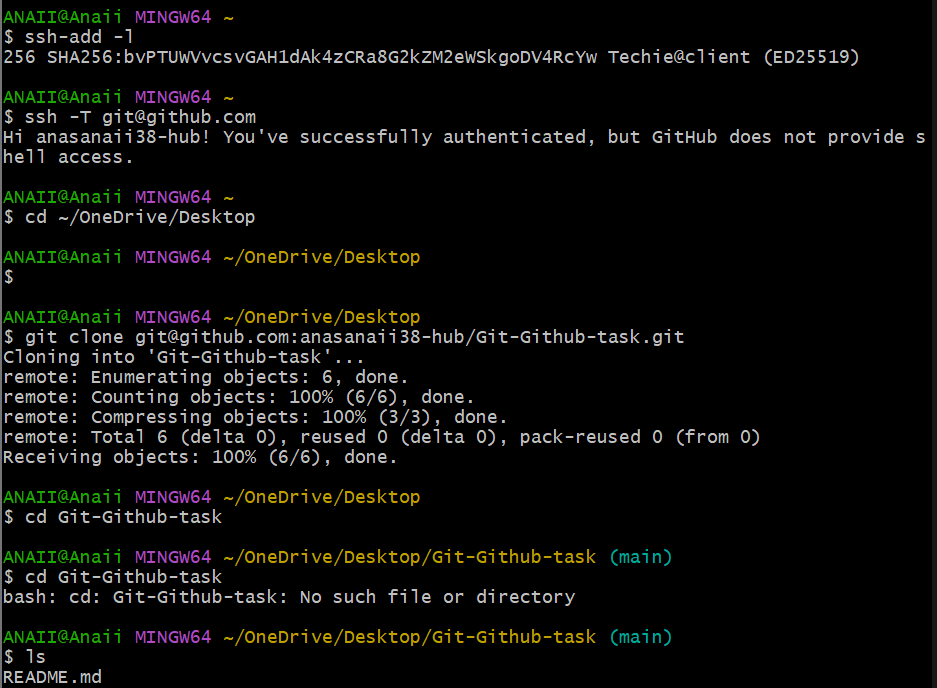 ANAII@Anaii MINGW64 ~
$ ssh-add -l
256 SHA256:bvPTUWVvcsvGAH1dAk4zCRa8G2kZM2eWSkgoDV4RcYw Techie@client (ED25519)
ANAII@Anaii MINGW64 ~
$ ssh -T git@github.com
Hi anasanaii38-hub! You've successfully authenticated, but GitHub does not provide s
hell access.
ANAII@Anaii MINGW64 ~
$ cd ~/OneDrive/Desktop
ANAII@Anaii MINGW64 ~/OneDrive/Desktop
$
ANAII@Anaii MINGW64 ~/OneDrive/Desktop
$ git clone git@github.com:anasanaii38-hub/Git-Github-task.git
Cloning into 'Git-Github-task'...
remote: Enumerating objects: 6, done.
remote: Counting objects: 100% (6/6), done.
remote: Compressing objects: 100% (3/3), done.
remote: Total 6 (delta 0), reused 0 (delta 0), pack-reused 0 (from 0)
Receiving objects: 100% (6/6), done.
ANAII@Anaii MINGW64 ~/OneDrive/Desktop
$ cd Git-Github-task
ANAII@Anaii MINGW64 ~/OneDrive/Desktop/Git-Github-task (main)
$ cd Git-Github-task
bash: cd: Git-Github-task: No such file or directory
ANAII@Anaii MINGW64 ~/OneDrive/Desktop/Git-Github-task (main)
$ ls
README.md